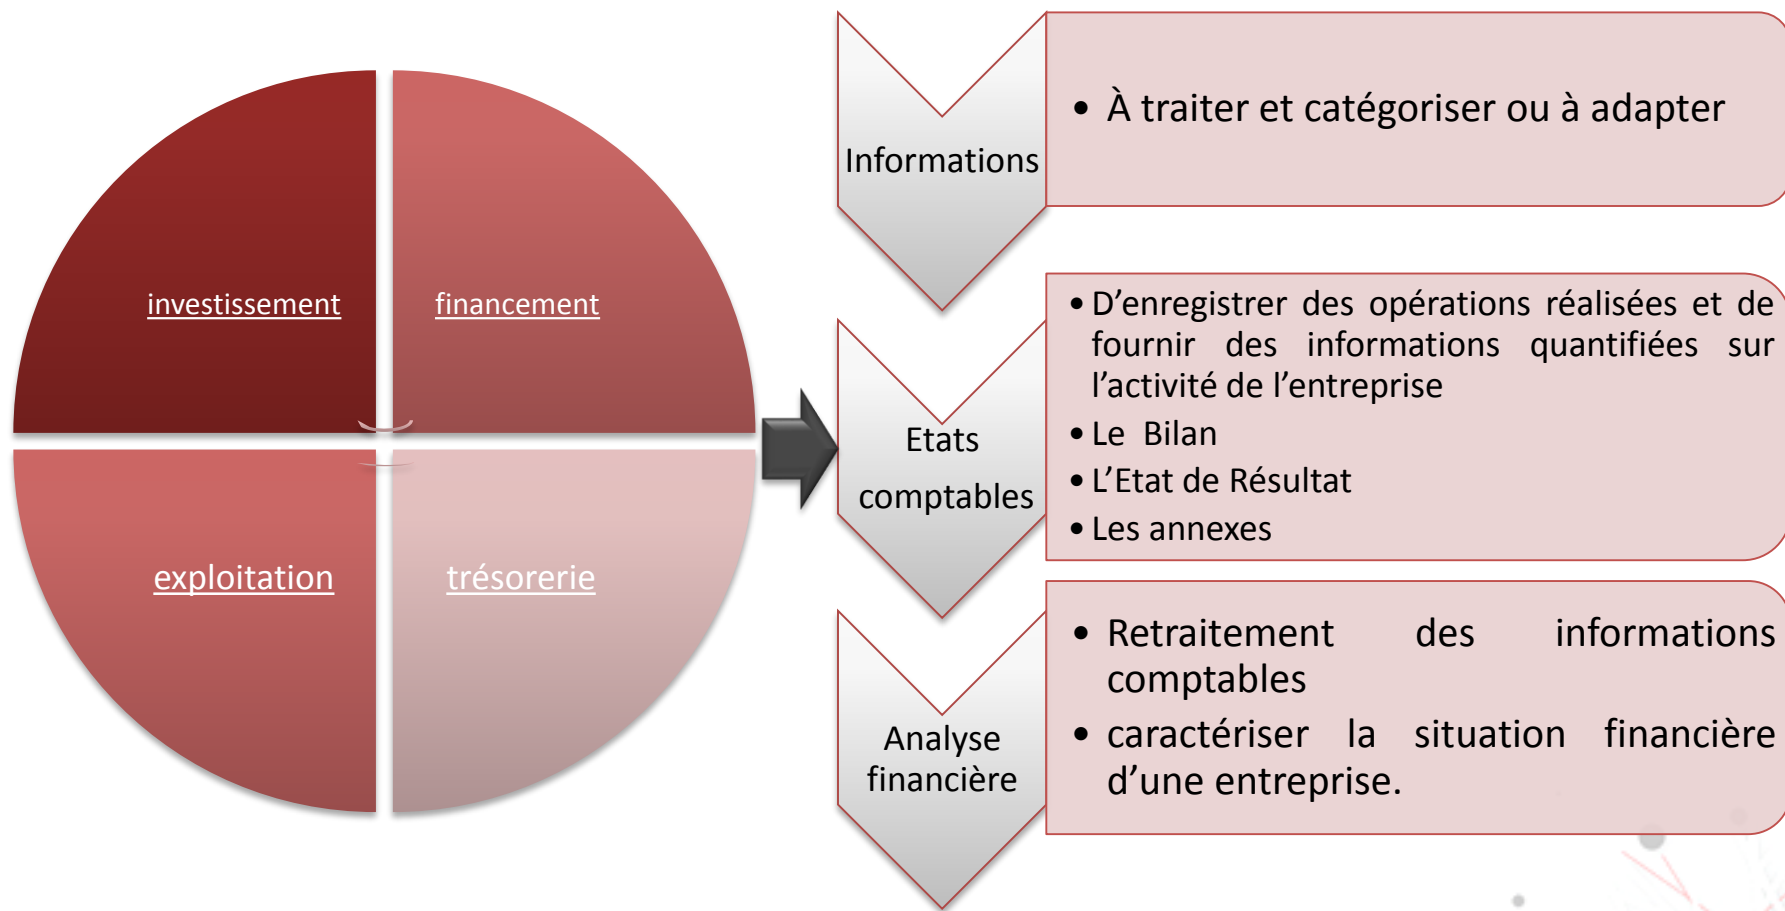 investissement
financement
exploitation
trésorerie
Informations
• À traiter et catégoriser ou à adapter
Etats
comptables
• D’enregistrer des opérations réalisées et de
fournir des informations quantifiées sur
l’activité de l’entreprise
• Le Bilan
• L’Etat de Résultat
• Les annexes
Analyse
financière
• Retraitement des informations
comptables
• caractériser la situation financière
d’une entreprise.